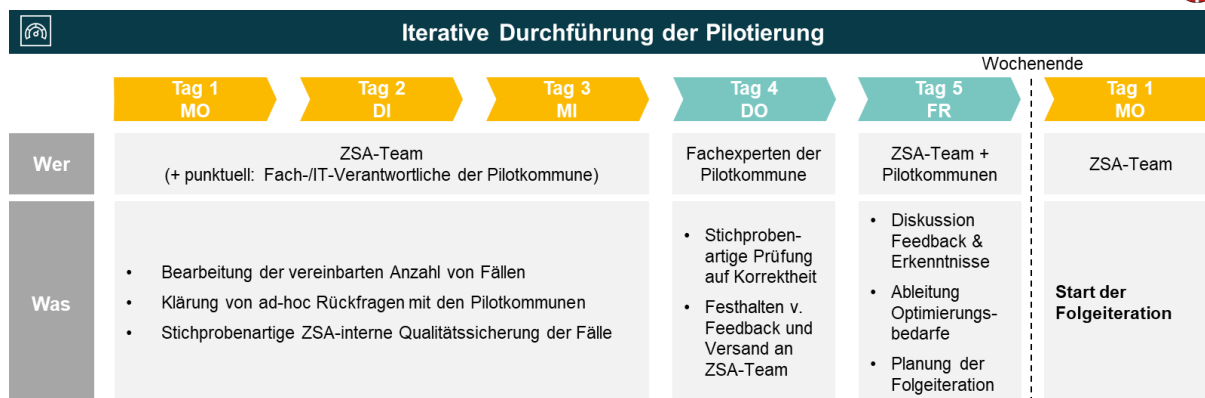 Iterative Durchführung der Pilotierung
Wochenende
Tag 1
MO
Tag 2
DI
Tag 3
MI
Tag 4
DO
Tag 5
FR
Tag 1
MO
Wer
ZSA-Team
(+ punktuell: Fach-/IT-Verantwortliche der Pilotkommune)
Fachexperten der
Pilotkommune
ZSA-Team +
Pilotkommunen
ZSA-Team
Was
• Bearbeitung der vereinbarten Anzahl von Fällen
• Klärung von ad-hoc Rückfragen mit den Pilotkommunen
• Stichprobenartige ZSA-interne Qualitätssicherung der Fälle
• Stichproben-
artige Prüfung
auf Korrektheit
• Festhalten v.
Feedback und
Versand an
ZSA-Team
• Diskussion
Feedback &
Erkenntnisse
• Ableitung
Optimierungs-
bedarfe
• Planung der
Folgeiteration
Start der
Folgeiteration